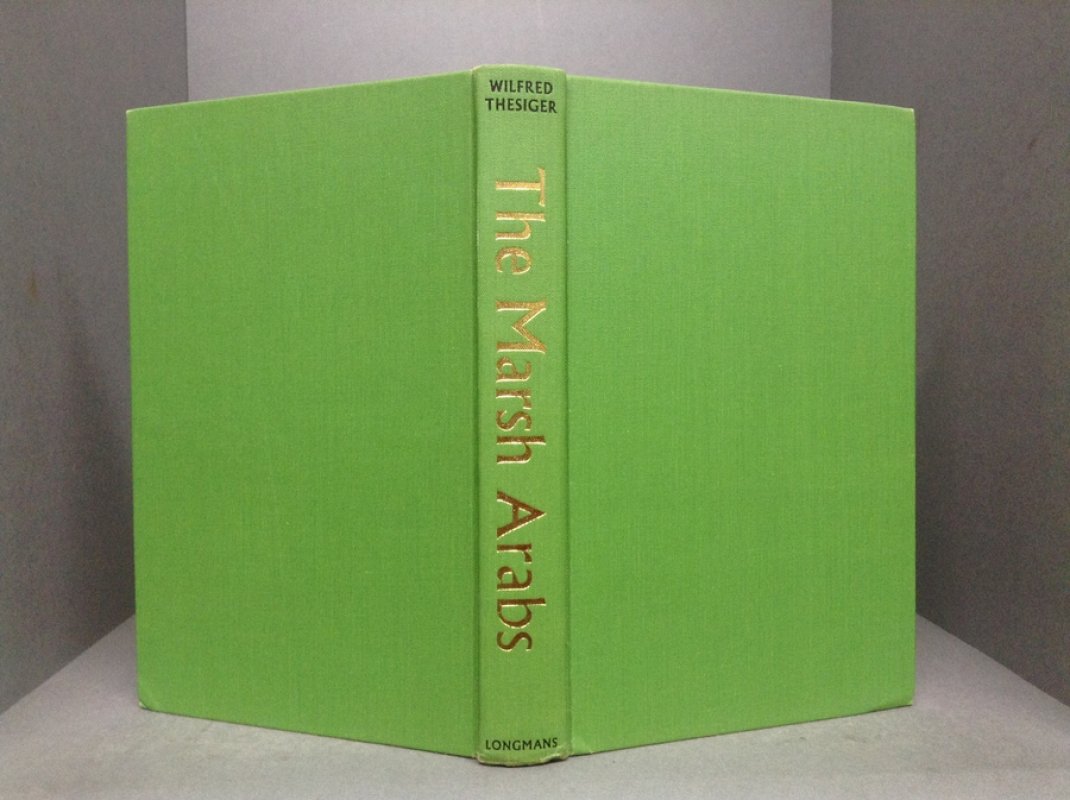 WILFRED
THESIGER
The Marsh Arabs
LONGMANS